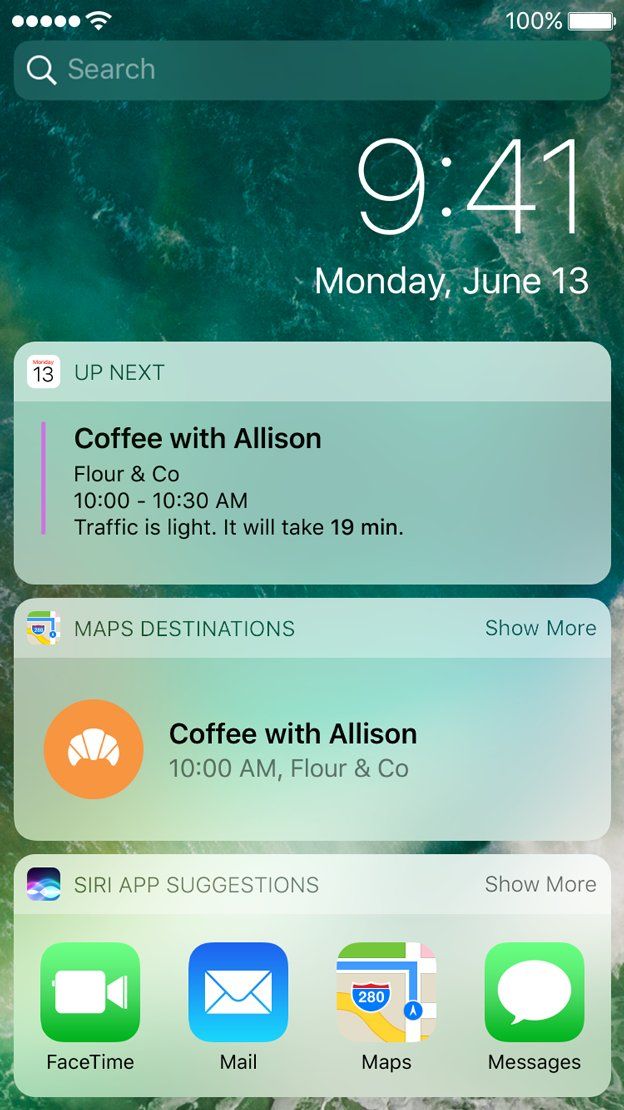 100%
Search
9:41
Monday, June 13
Monday
13
UP NEXT
Coffee with Allison
Flour & Co
10:00 - 10:30 AM
Traffic is light. It will take 19 min.
280
MAPS DESTINATIONS
Show More
Coffee with Allison
10:00 AM, Flour & Co
SIRI APP SUGGESTIONS
Show More
280
FaceTime
Mail
Maps
Messages